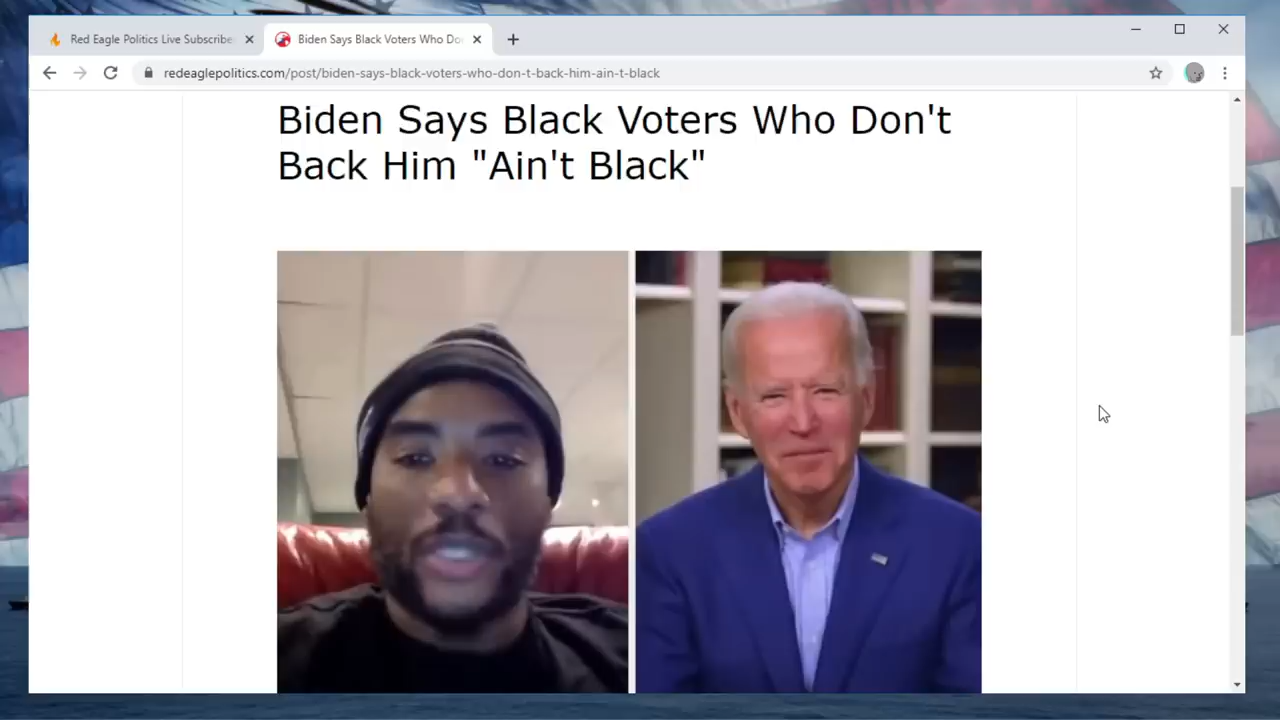 Red Eagle Politics Live Subscribe
Biden Says Black Voters Who Do
redeaglepolitics.com/post/biden-says-black-voters-who-don-t-back-him-ain-t-black
Biden Says Black Voters Who Don't
Back Him "Ain't Black"